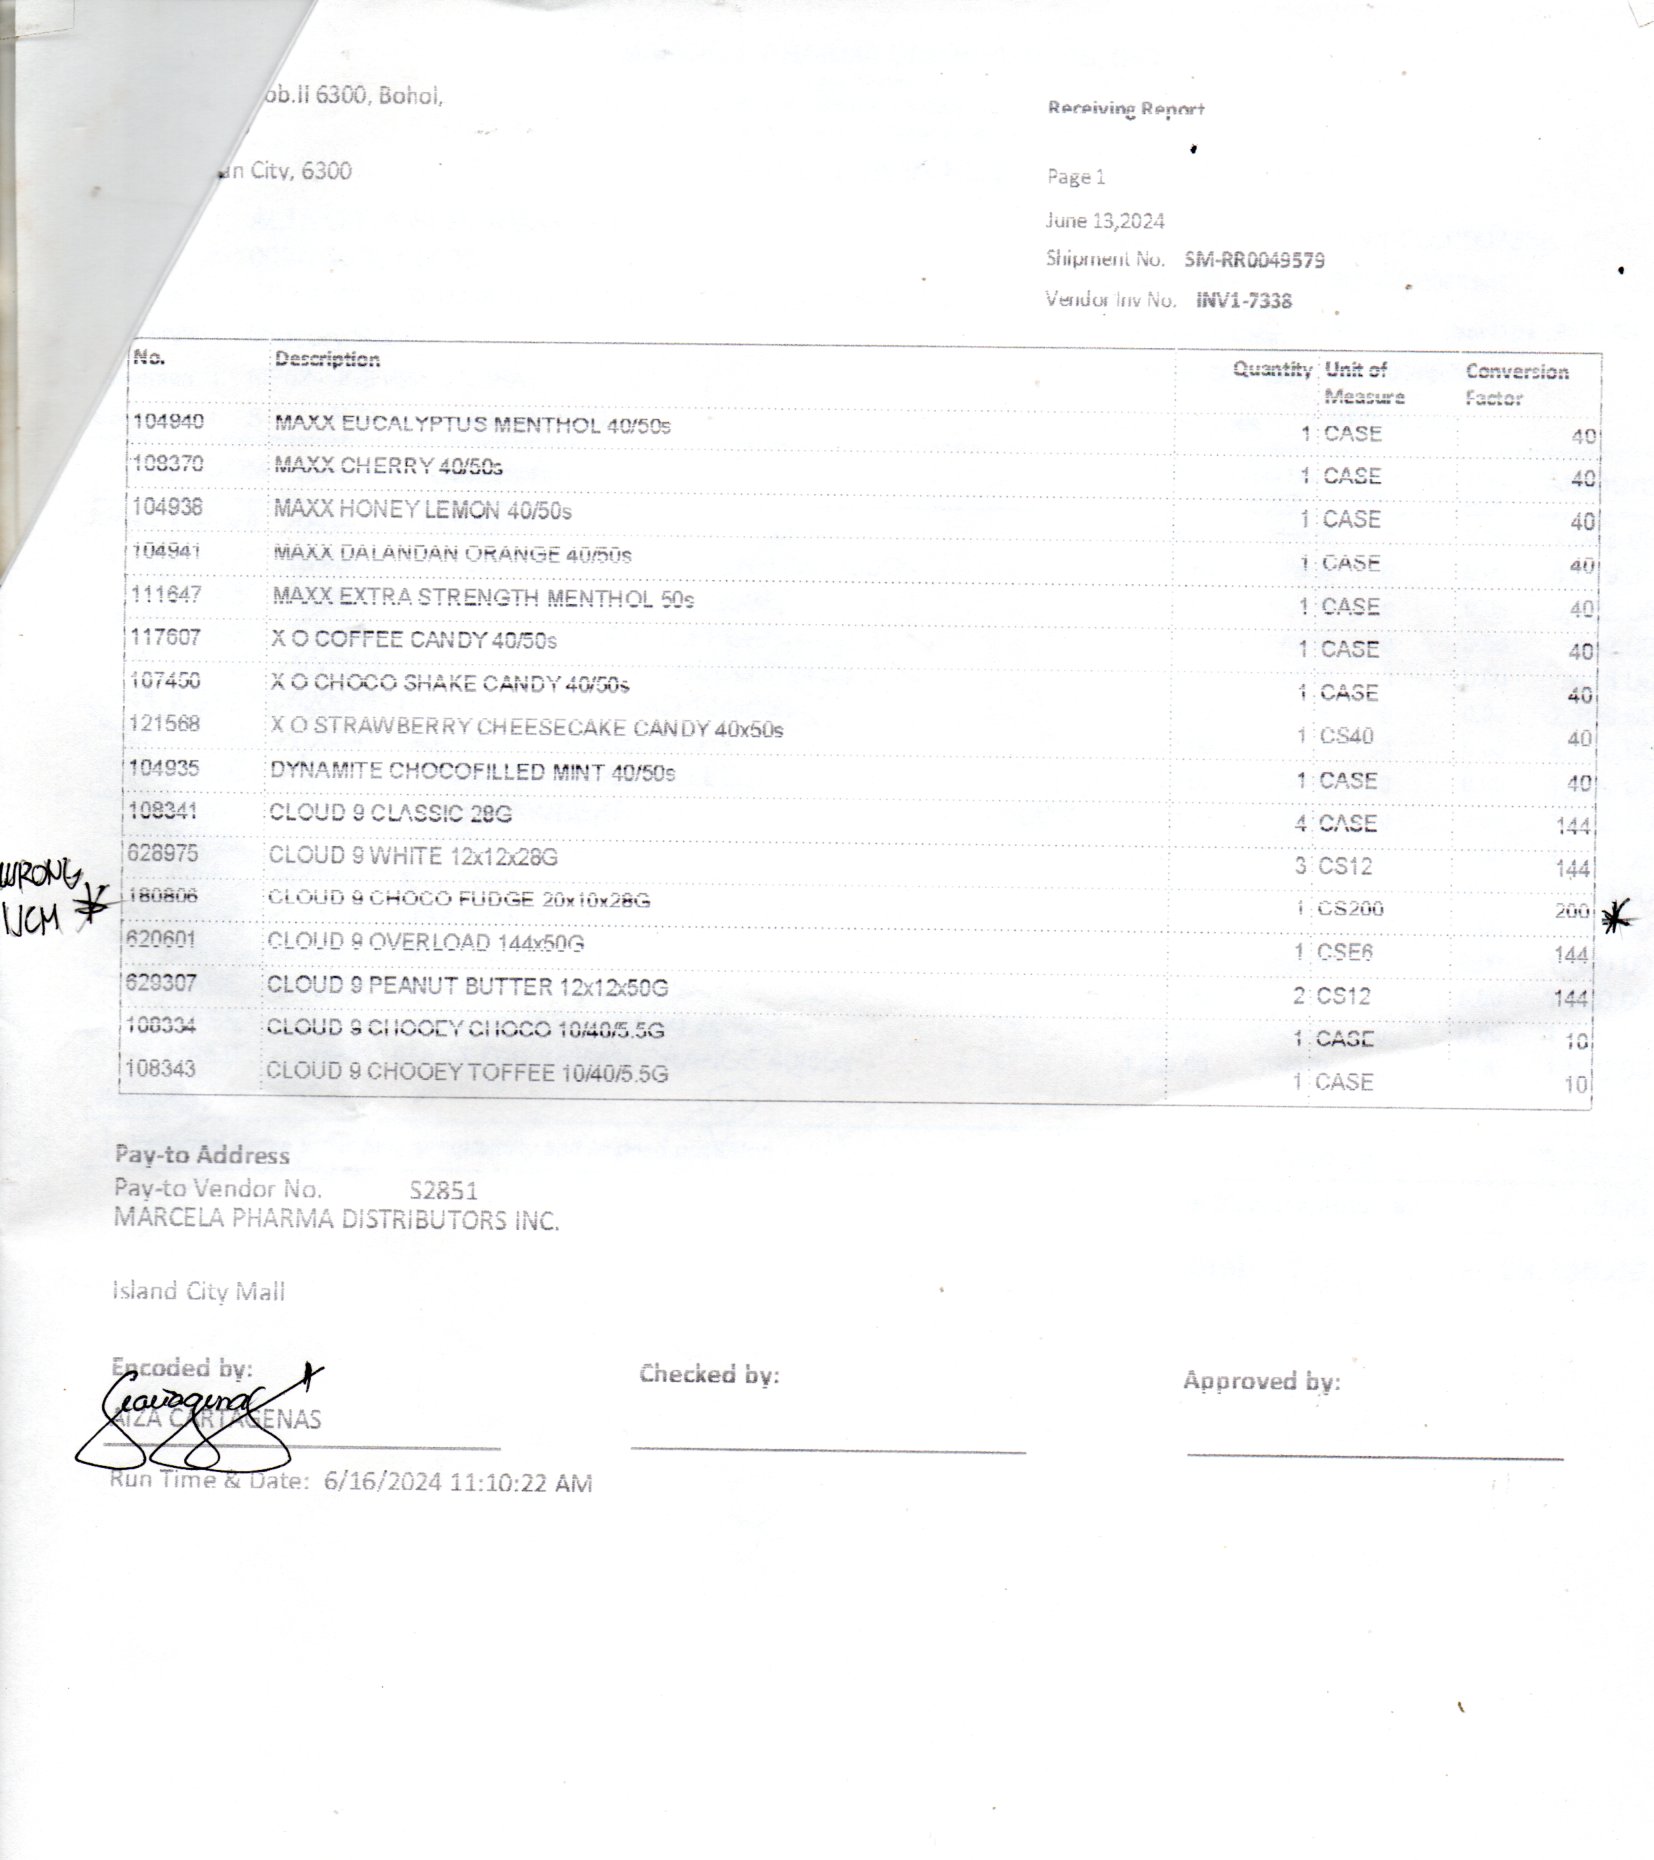 ob.II 6300, Bohol,
Receiving Report
an City, 6300
Page 1
June 13,2024
Shipment No. SM-RR0049579
Vendor Inv No. INV1-7338
No. Description Quantity Unit of Measure Conversion Factor
104940 MAXX EUCALYPTUS MENTHOL 40/50s 1 CASE 40
108370 MAXX CHERRY 40/50s 1 CASE 40
104938 MAXX HONEY LEMON 40/50s 1 CASE 40
104941 MAXX DALANDAN ORANGE 40/50s 1 CASE 40
111647 MAXX EXTRA STRENGTH MENTHOL 50s 1 CASE 40
117607 X O COFFEE CANDY 40/50s 1 CASE 40
107450 X O CHOCO SHAKE CANDY 40/50s 1 CASE 40
121568 X O STRAWBERRY CHEESECAKE CANDY 40x50s 1 CS40 40
104935 DYNAMITE CHOCOFILLED MINT 40/50s 1 CASE 40
108341 CLOUD 9 CLASSIC 28G 4 CASE 144
628975 CLOUD 9 WHITE 12x12x28G 3 CS12 144
WRONG
UCM * 180806 CLOUD 9 CHOCO FUDGE 20x10x28G 1 CS200 200 *
620601 CLOUD 9 OVERLOAD 144x50G 1 CSE6 144
629307 CLOUD 9 PEANUT BUTTER 12x12x50G 2 CS12 144
108334 CLOUD 9 CHOOEY CHOCO 10/40/5.5G 1 CASE 10
108343 CLOUD 9 CHOOEY TOFFEE 10/40/5.5G 1 CASE 10
Pay-to Address
Pay-to Vendor No. S2851
MARCELA PHARMA DISTRIBUTORS INC.
Island City Mall
Encoded by: Checked by: Approved by:
AIZA CARTAGENAS
Run Time & Date: 6/16/2024 11:10:22 AM